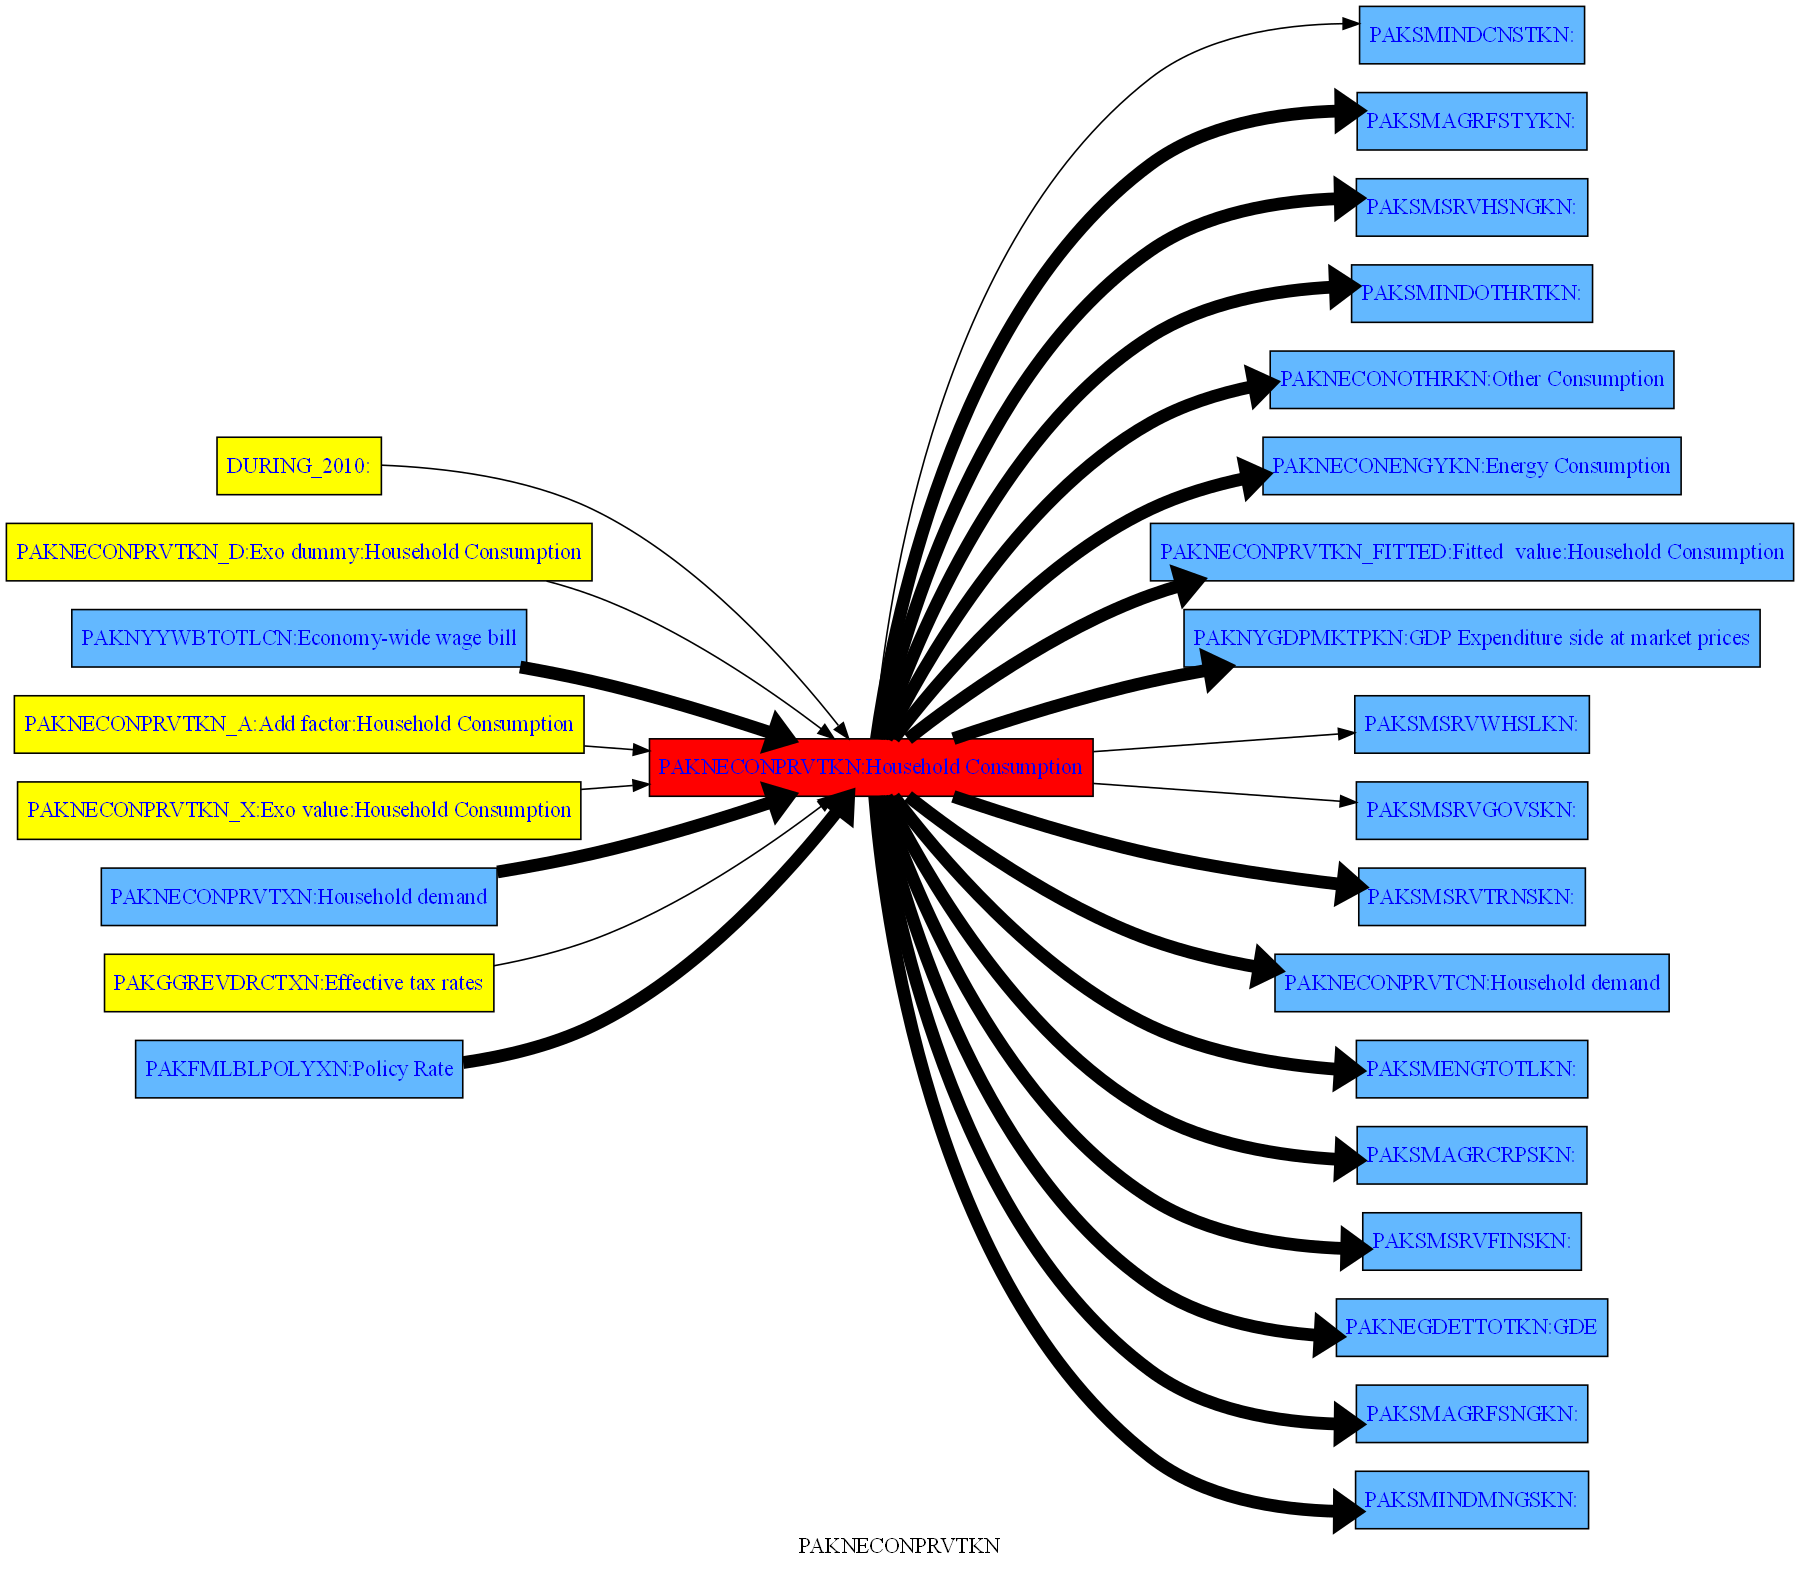 DURING_2010:
PAKNECONPRVTKN_D:Exo dummy:Household Consumption
PAKNYYWBTOTLCN:Economy-wide wage bill
PAKNECONPRVTKN_A:Add factor:Household Consumption
PAKNECONPRVTKN_X:Exo value:Household Consumption
PAKNECONPRVTXN:Household demand
PAKGGREVDRCTXN:Effective tax rates
PAKFMLBLPOLYXN:Policy Rate
PAKNECONPRVTKN:Household Consumption
PAKSMINDCNSTKN:
PAKSMAGRFSTYKN:
PAKSMSRVHSNGKN:
PAKSMINDOTHRTKN:
PAKNECONOTHRKN:Other Consumption
PAKNECONENGYKN:Energy Consumption
PAKNECONPRVTKN_FITTED:Fitted  value:Household Consumption
PAKNYGDPMKTPKN:GDP Expenditure side at market prices
PAKSMSRVWHSLKN:
PAKSMSRVGOVSKN:
PAKSMSRVTRNSKN:
PAKNECONPRVTCN:Household demand
PAKSMENGTOTLKN:
PAKSMAGRCRPSKN:
PAKSMSRVFINSKN:
PAKNEGDETTOTKN:GDE
PAKSMAGRFSNGKN:
PAKSMINDMNGSKN:
PAKNECONPRVTKN